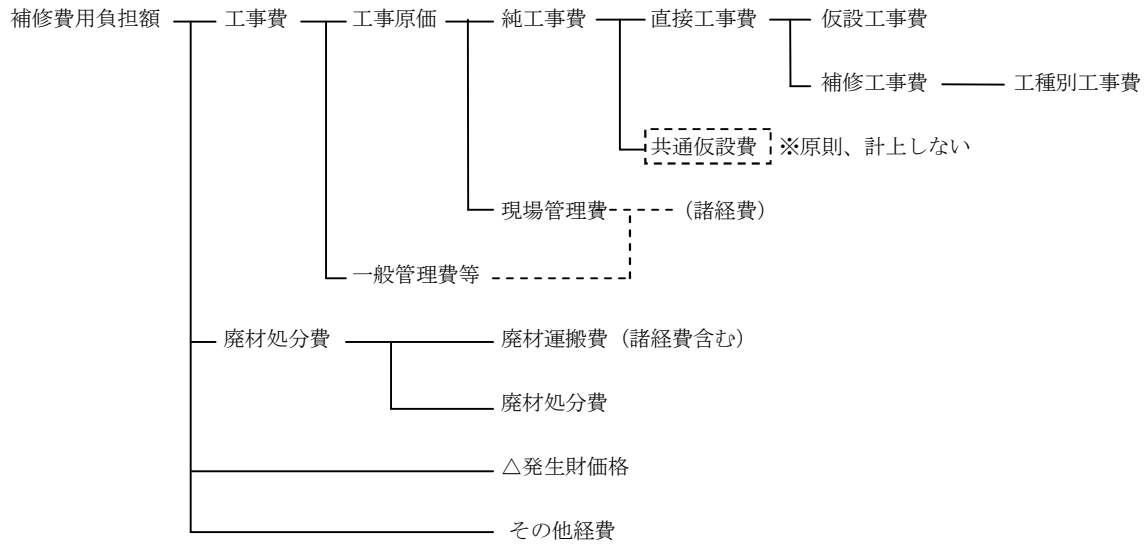 補修費用負担額 工事費 工事原価 純工事費 直接工事費 仮設工事費
補修工事費 工種別工事費
共通仮設費 ※原則、計上しない
現場管理費 (諸経費)
一般管理費等
廃材処分費 廃材運搬費(諸経費含む)
廃材処分費
△発生財価格
その他経費